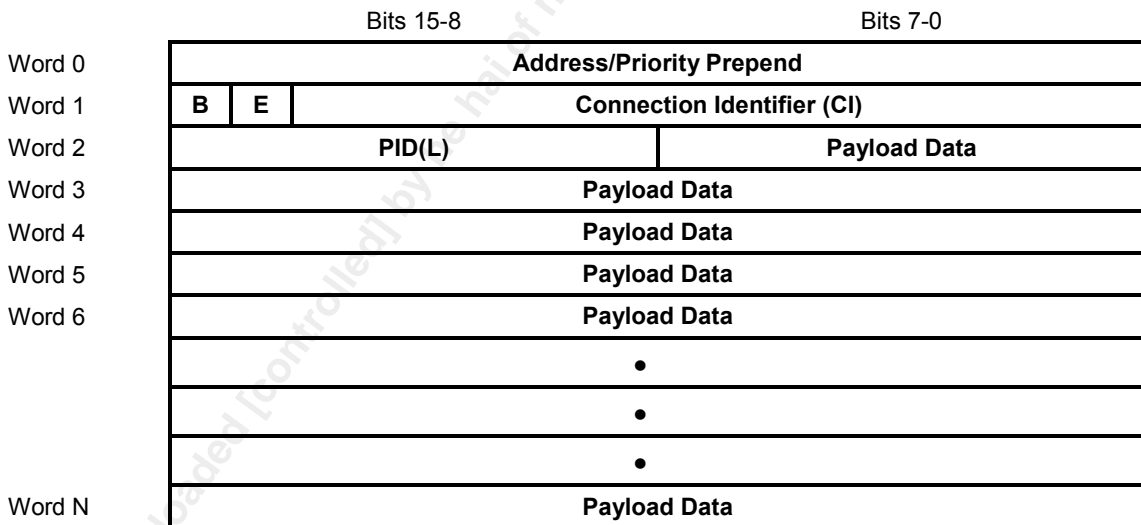 Bits 15-8 Bits 7-0
Word 0 Address/Priority Prepend
Word 1 B E Connection Identifier (CI)
Word 2 PID(L) Payload Data
Word 3 Payload Data
Word 4 Payload Data
Word 5 Payload Data
Word 6 Payload Data
•
•
•
Word N Payload Data